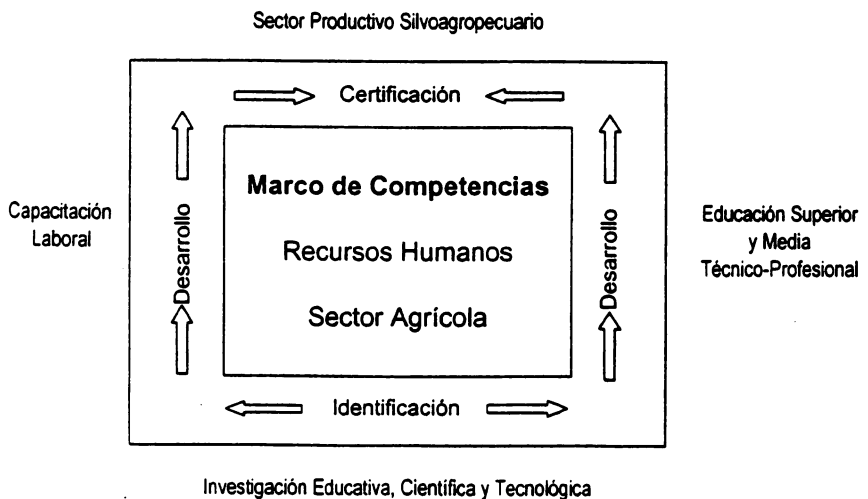 Sector Productivo Silvoagropecuario
Certificación
Marco de Competencias
Recursos Humanos
Sector Agrícola
Capacitación
Laboral
Desarrollo
Desarrollo
Educación Superior
y Media
Técnico-Profesional
Identificación
Investigación Educativa, Científica y Tecnológica